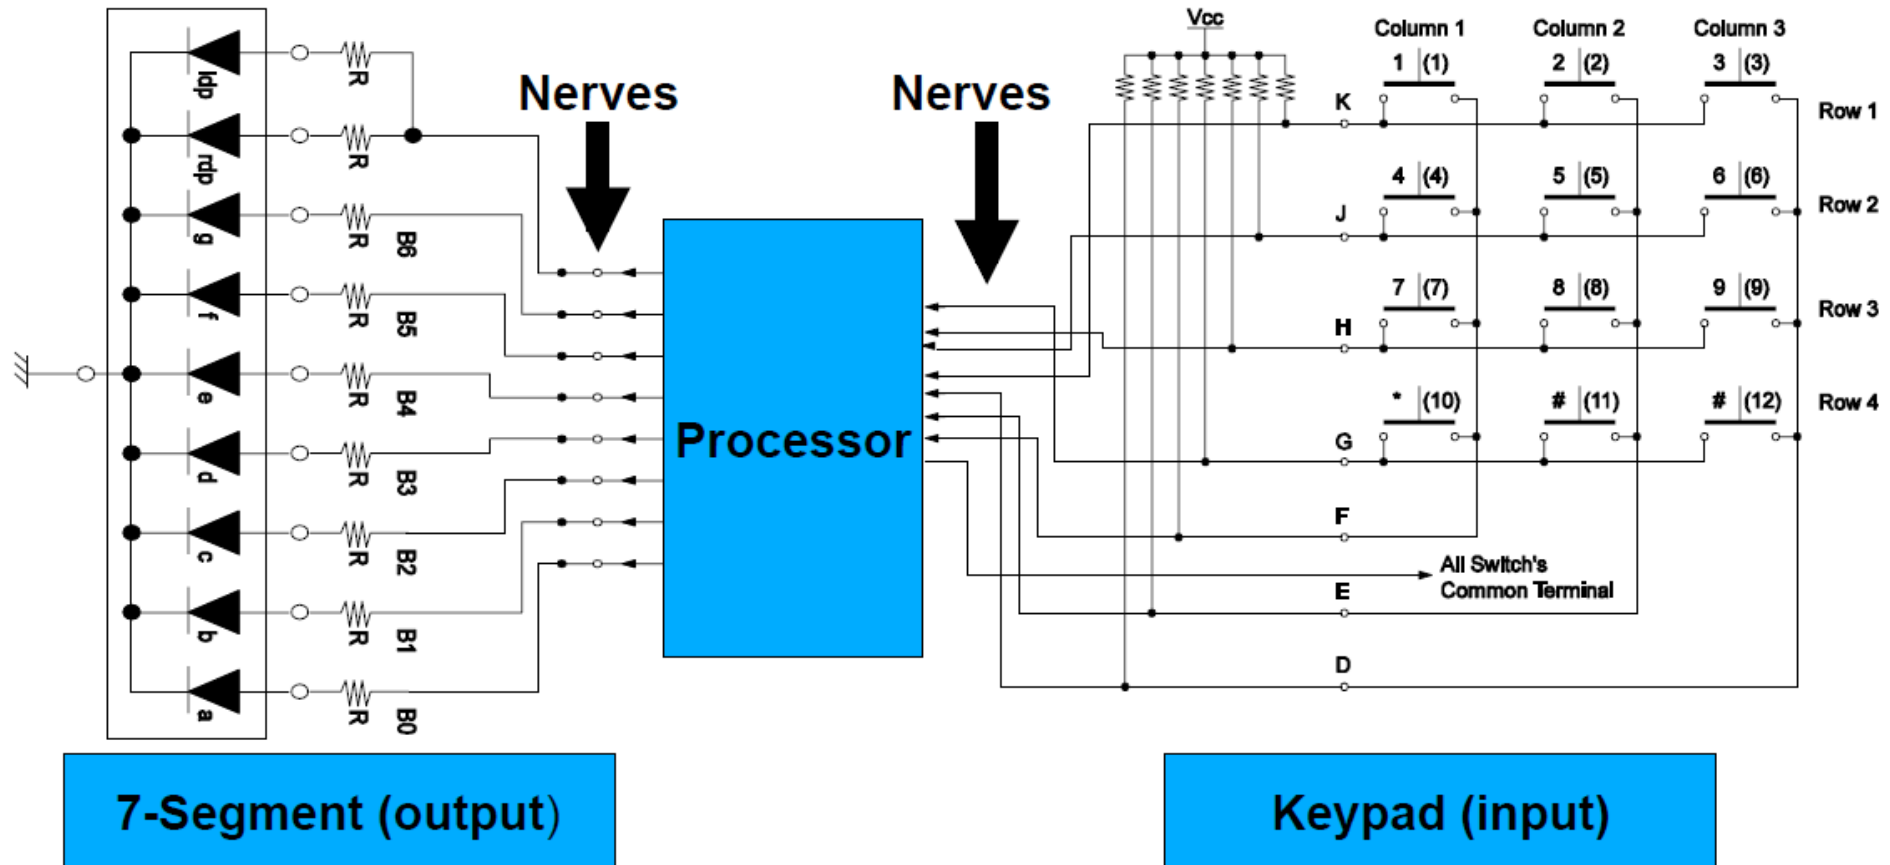 Vcc
Column 1 Column 2 Column 3
1 (1) 2 (2) 3 (3)
K
Row 1
4 (4) 5 (5) 6 (6)
J
Row 2
7 (7) 8 (8) 9 (9)
H
Row 3
* (10) # (11) # (12)
G
Row 4
F
All Switch's
Common Terminal
E
D
Nerves
Nerves
Processor
ldp R
rdp R
g R B6
f R B5
e R B4
d R B3
c R B2
b R B1
a R B0
7-Segment (output)
Keypad (input)